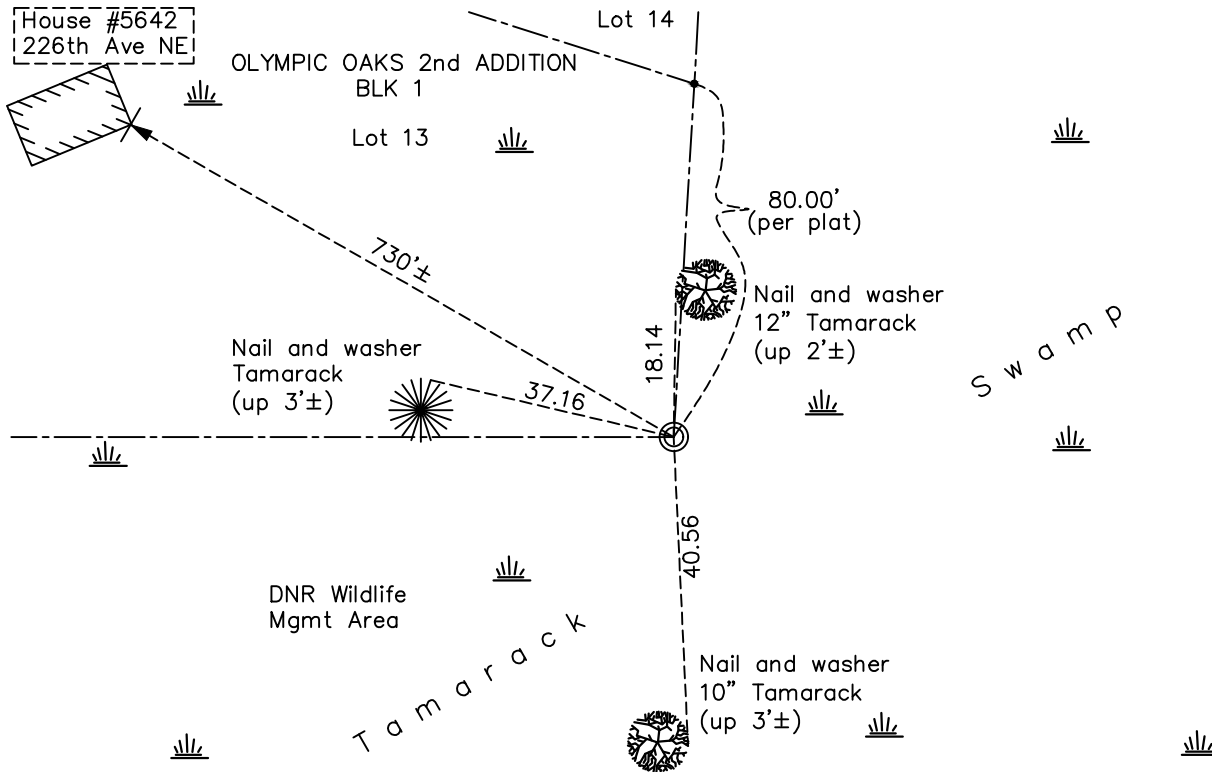 House #5642
226th Ave NE
Lot 14
OLYMPIC OAKS 2nd ADDITION
BLK 1
Lot 13
80.00'
(per plat)
730'±
Nail and washer
12" Tamarack
(up 2'±)
18.14
Nail and washer
Tamarack
(up 3'±)
37.16
Swamp
40.56
DNR Wildlife
Mgmt Area
Tamarack
Nail and washer
10" Tamarack
(up 3'±)